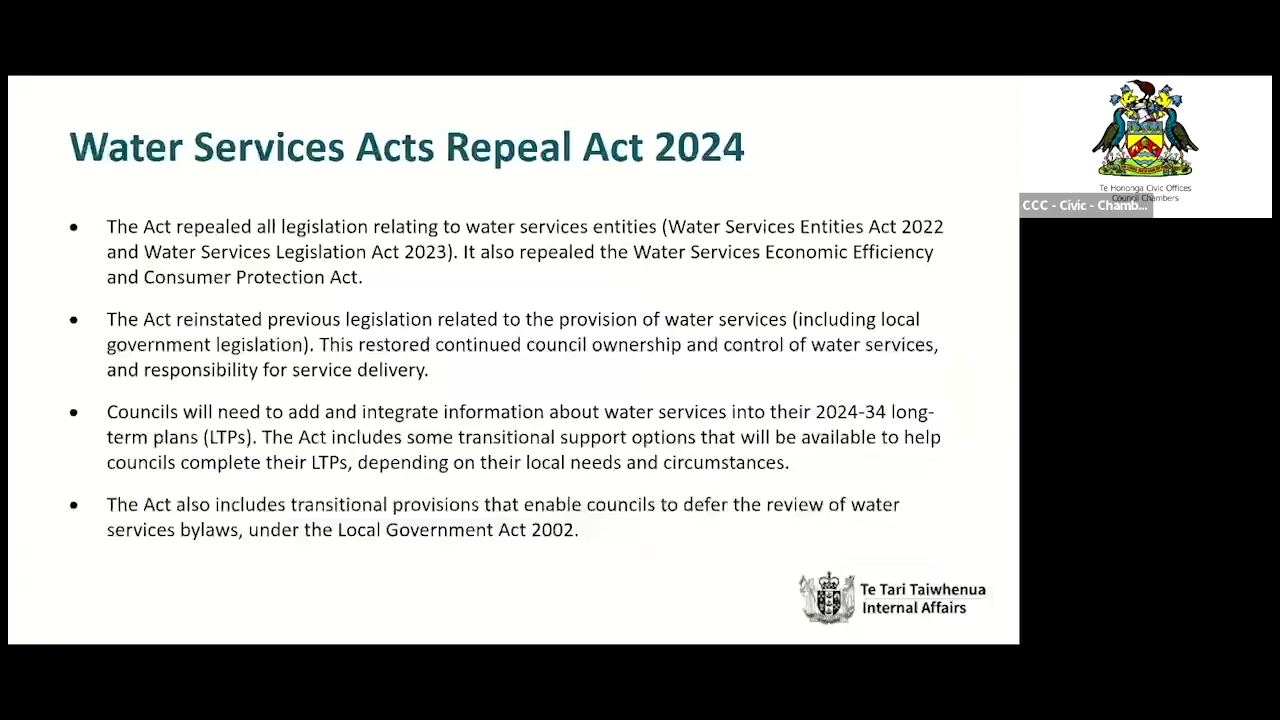 Water Services Acts Repeal Act 2024
• The Act repealed all legislation relating to water services entities (Water Services Entities Act 2022
and Water Services Legislation Act 2023). It also repealed the Water Services Economic Efficiency
and Consumer Protection Act.
• The Act reinstated previous legislation related to the provision of water services (including local
government legislation). This restored continued council ownership and control of water services,
and responsibility for service delivery.
• Councils will need to add and integrate information about water services into their 2024-34 long-
term plans (LTPs). The Act includes some transitional support options that will be available to help
councils complete their LTPs, depending on their local needs and circumstances.
• The Act also includes transitional provisions that enable councils to defer the review of water
services bylaws, under the Local Government Act 2002.
Te Tari Taiwhenua
Internal Affairs
Te Hononga Civic Offices
Council Chambers
CCC - Civic - Chamb...